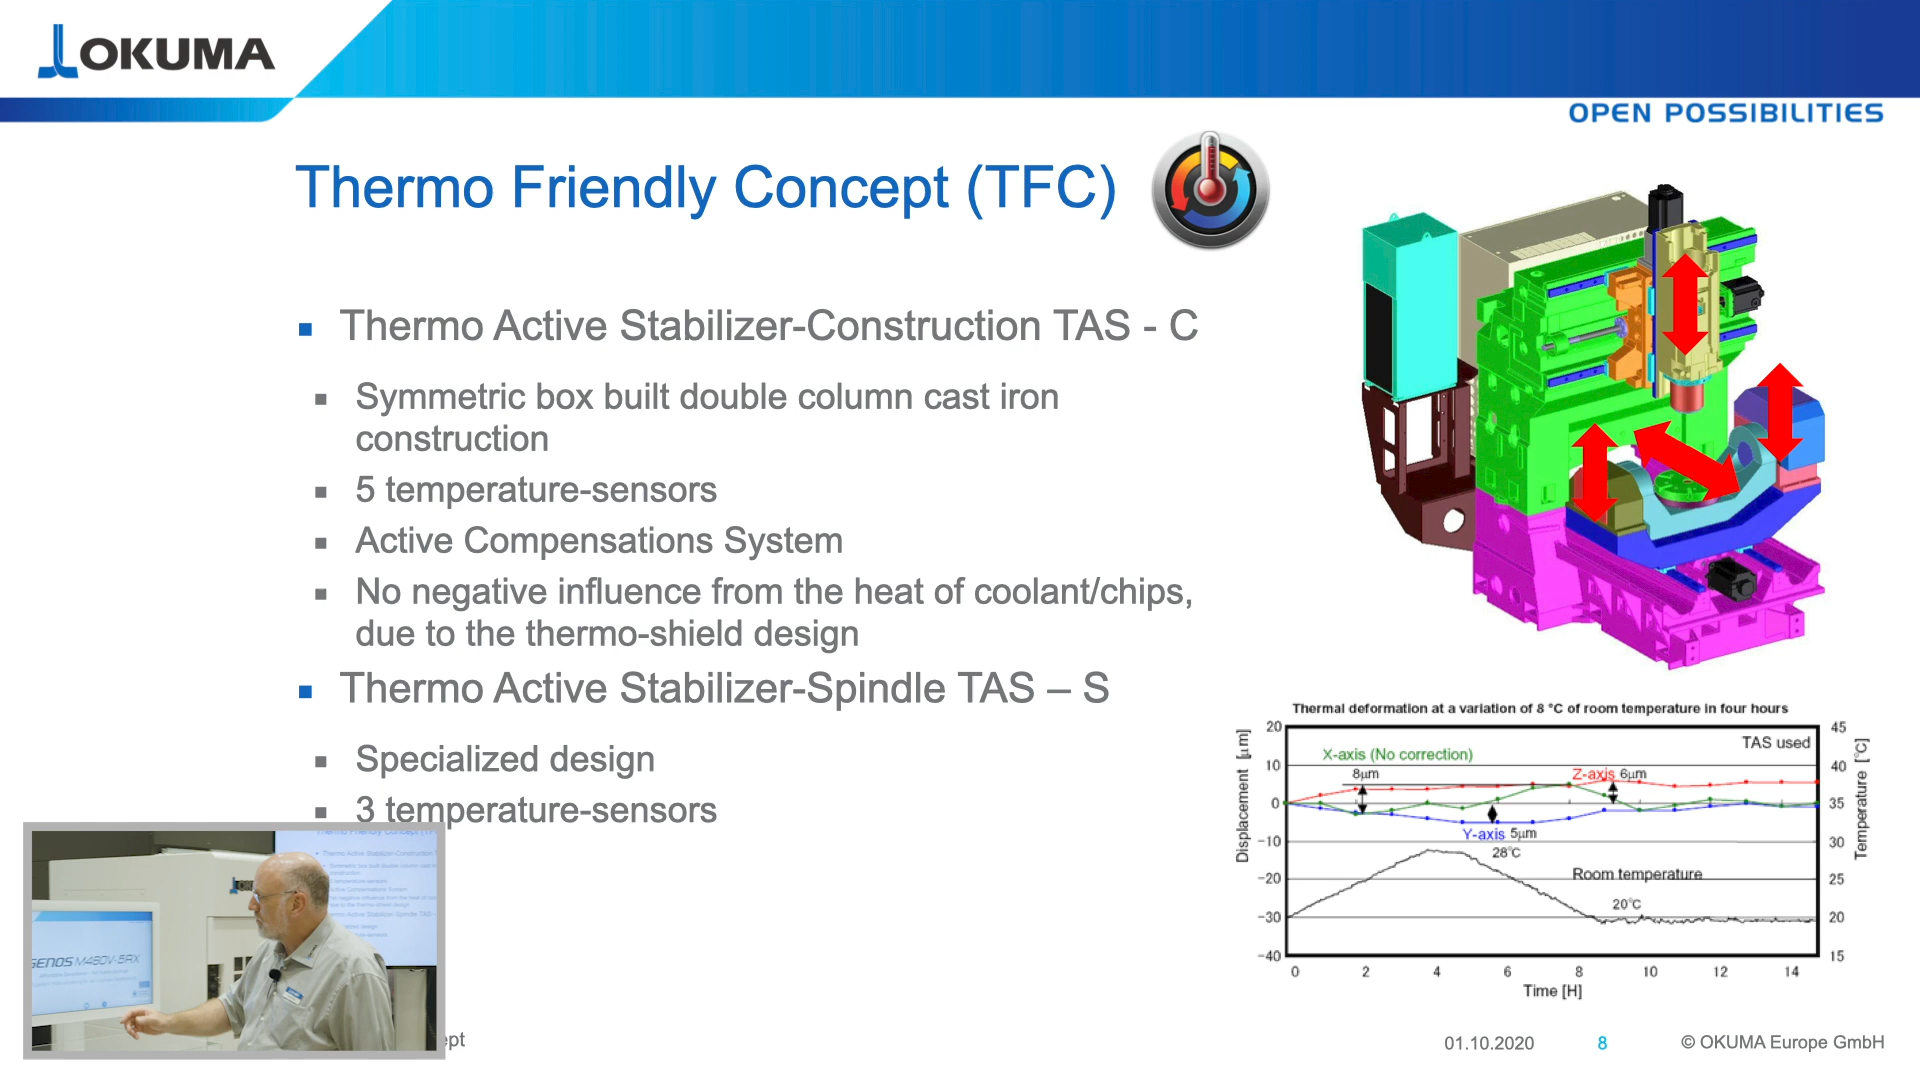 OKUMA
OPEN POSSIBILITIES
Thermo Friendly Concept (TFC)
Thermo Active Stabilizer-Construction TAS - C
Symmetric box built double column cast iron
construction
5 temperature-sensors
Active Compensations System
No negative influence from the heat of coolant/chips,
due to the thermo-shield design
Thermo Active Stabilizer-Spindle TAS – S
Specialized design
3 temperature-sensors
Thermal deformation at a variation of 8 °C of room temperature in four hours
Displacement [μm]
20
10
0
-10
-20
-30
-40
TAS used
X-axis (No correction)
8μm
Z-axis 6μm
Y-axis 5μm
28°C
Room temperature
20°C
45
40
35
30
25
20
15
Temperature [°C]
0 2 4 6 8 10 12 14
Time [H]
GENOS M460V-5AX
ept
01.10.2020
8
© OKUMA Europe GmbH